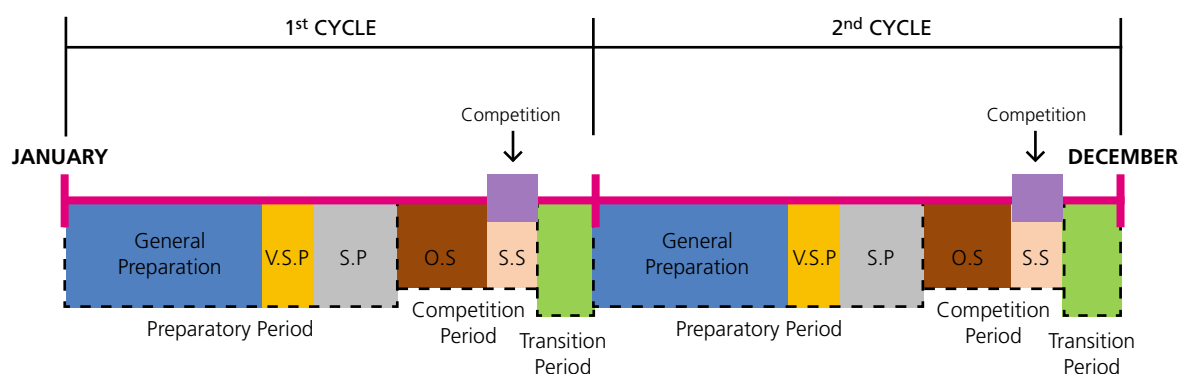 1st CYCLE
2nd CYCLE
Competition
Competition
JANUARY
DECEMBER
General
Preparation
V.S.P
S.P
O.S
S.S
General
Preparation
V.S.P
S.P
O.S
S.S
Preparatory Period
Competition
Period
Transition
Period
Preparatory Period
Competition
Period
Transition
Period